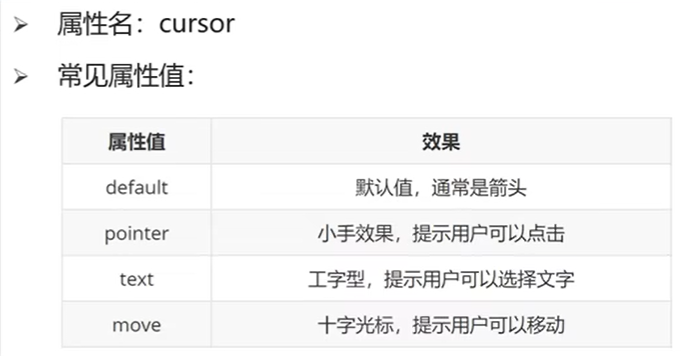 属性名：cursor
常见属性值：
属性值 效果
default 默认值，通常是箭头
pointer 小手效果，提示用户可以点击
text 工字型，提示用户可以选择文字
move 十字光标，提示用户可以移动